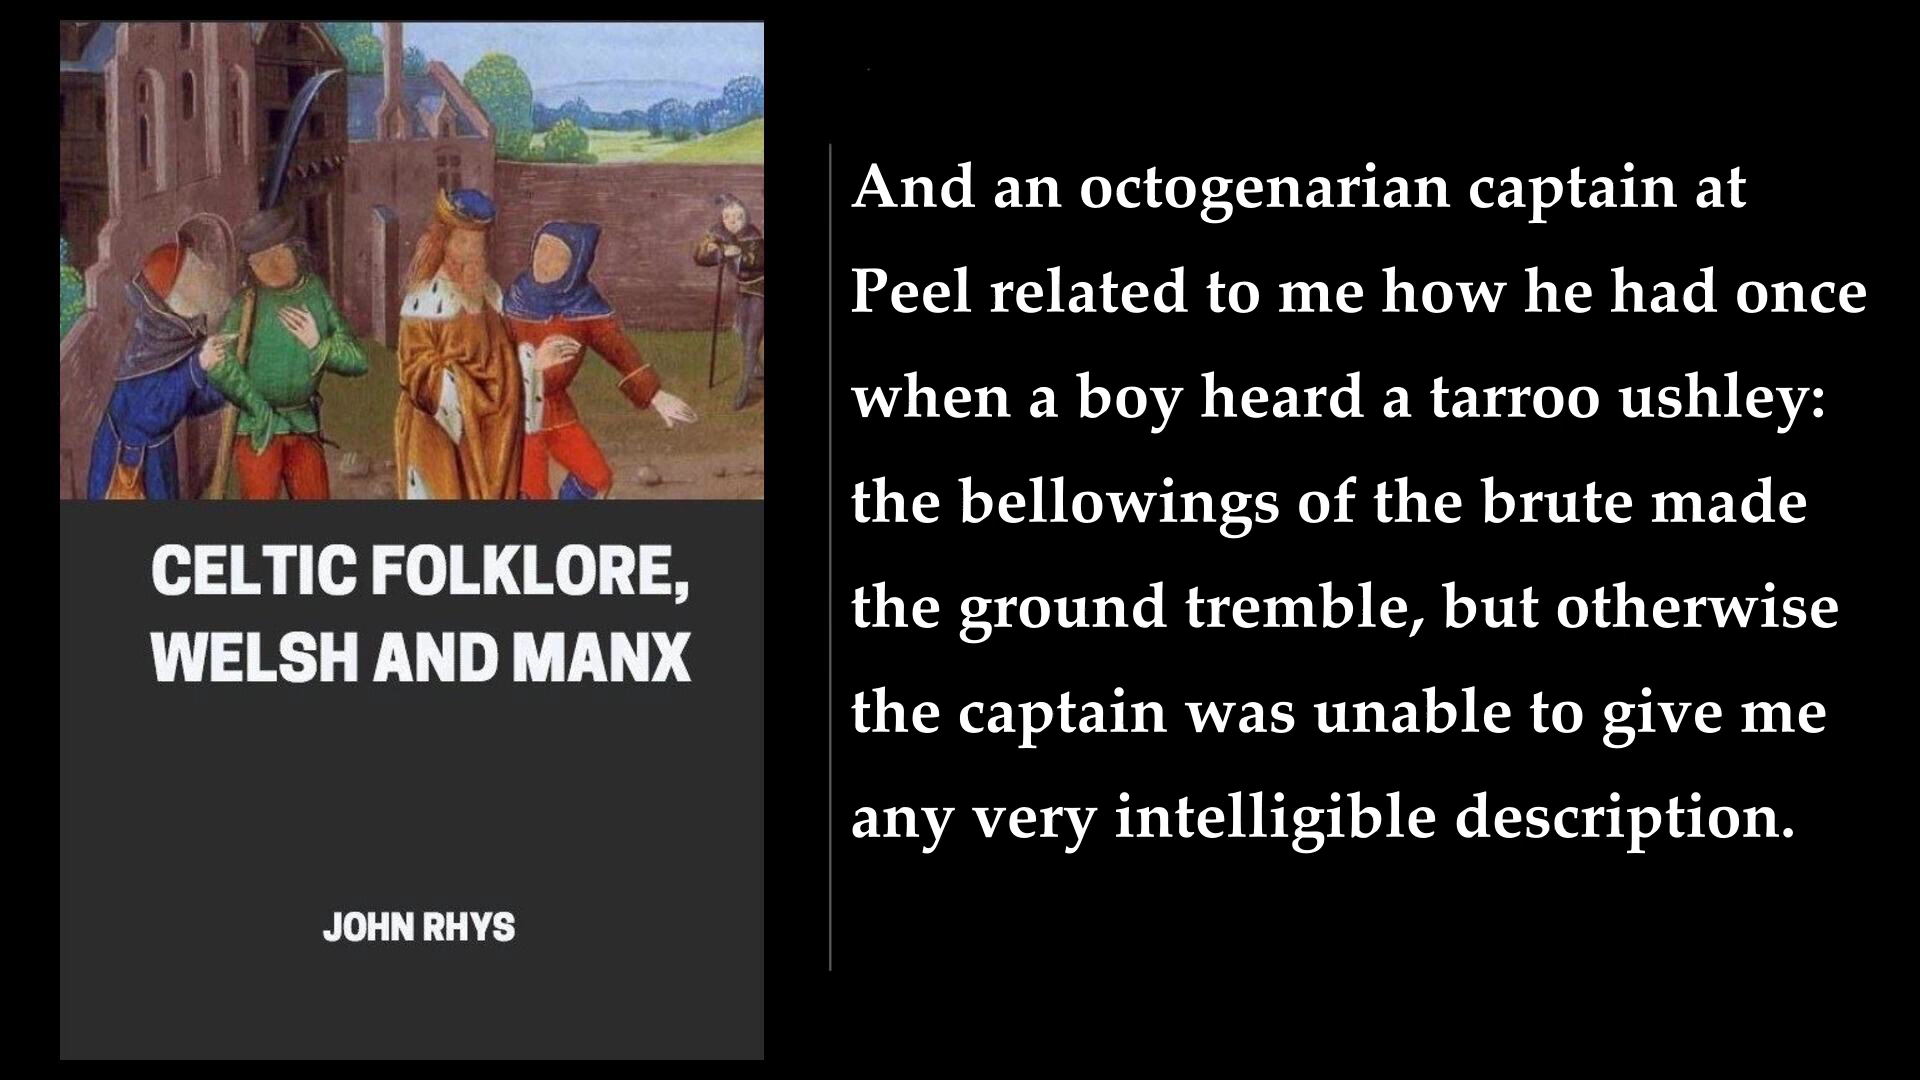 CELTIC FOLKLORE,
WELSH AND MANX
JOHN RHYS
And an octogenarian captain at
Peel related to me how he had once
when a boy heard a tarroo ushley:
the bellowings of the brute made
the ground tremble, but otherwise
the captain was unable to give me
any very intelligible description.